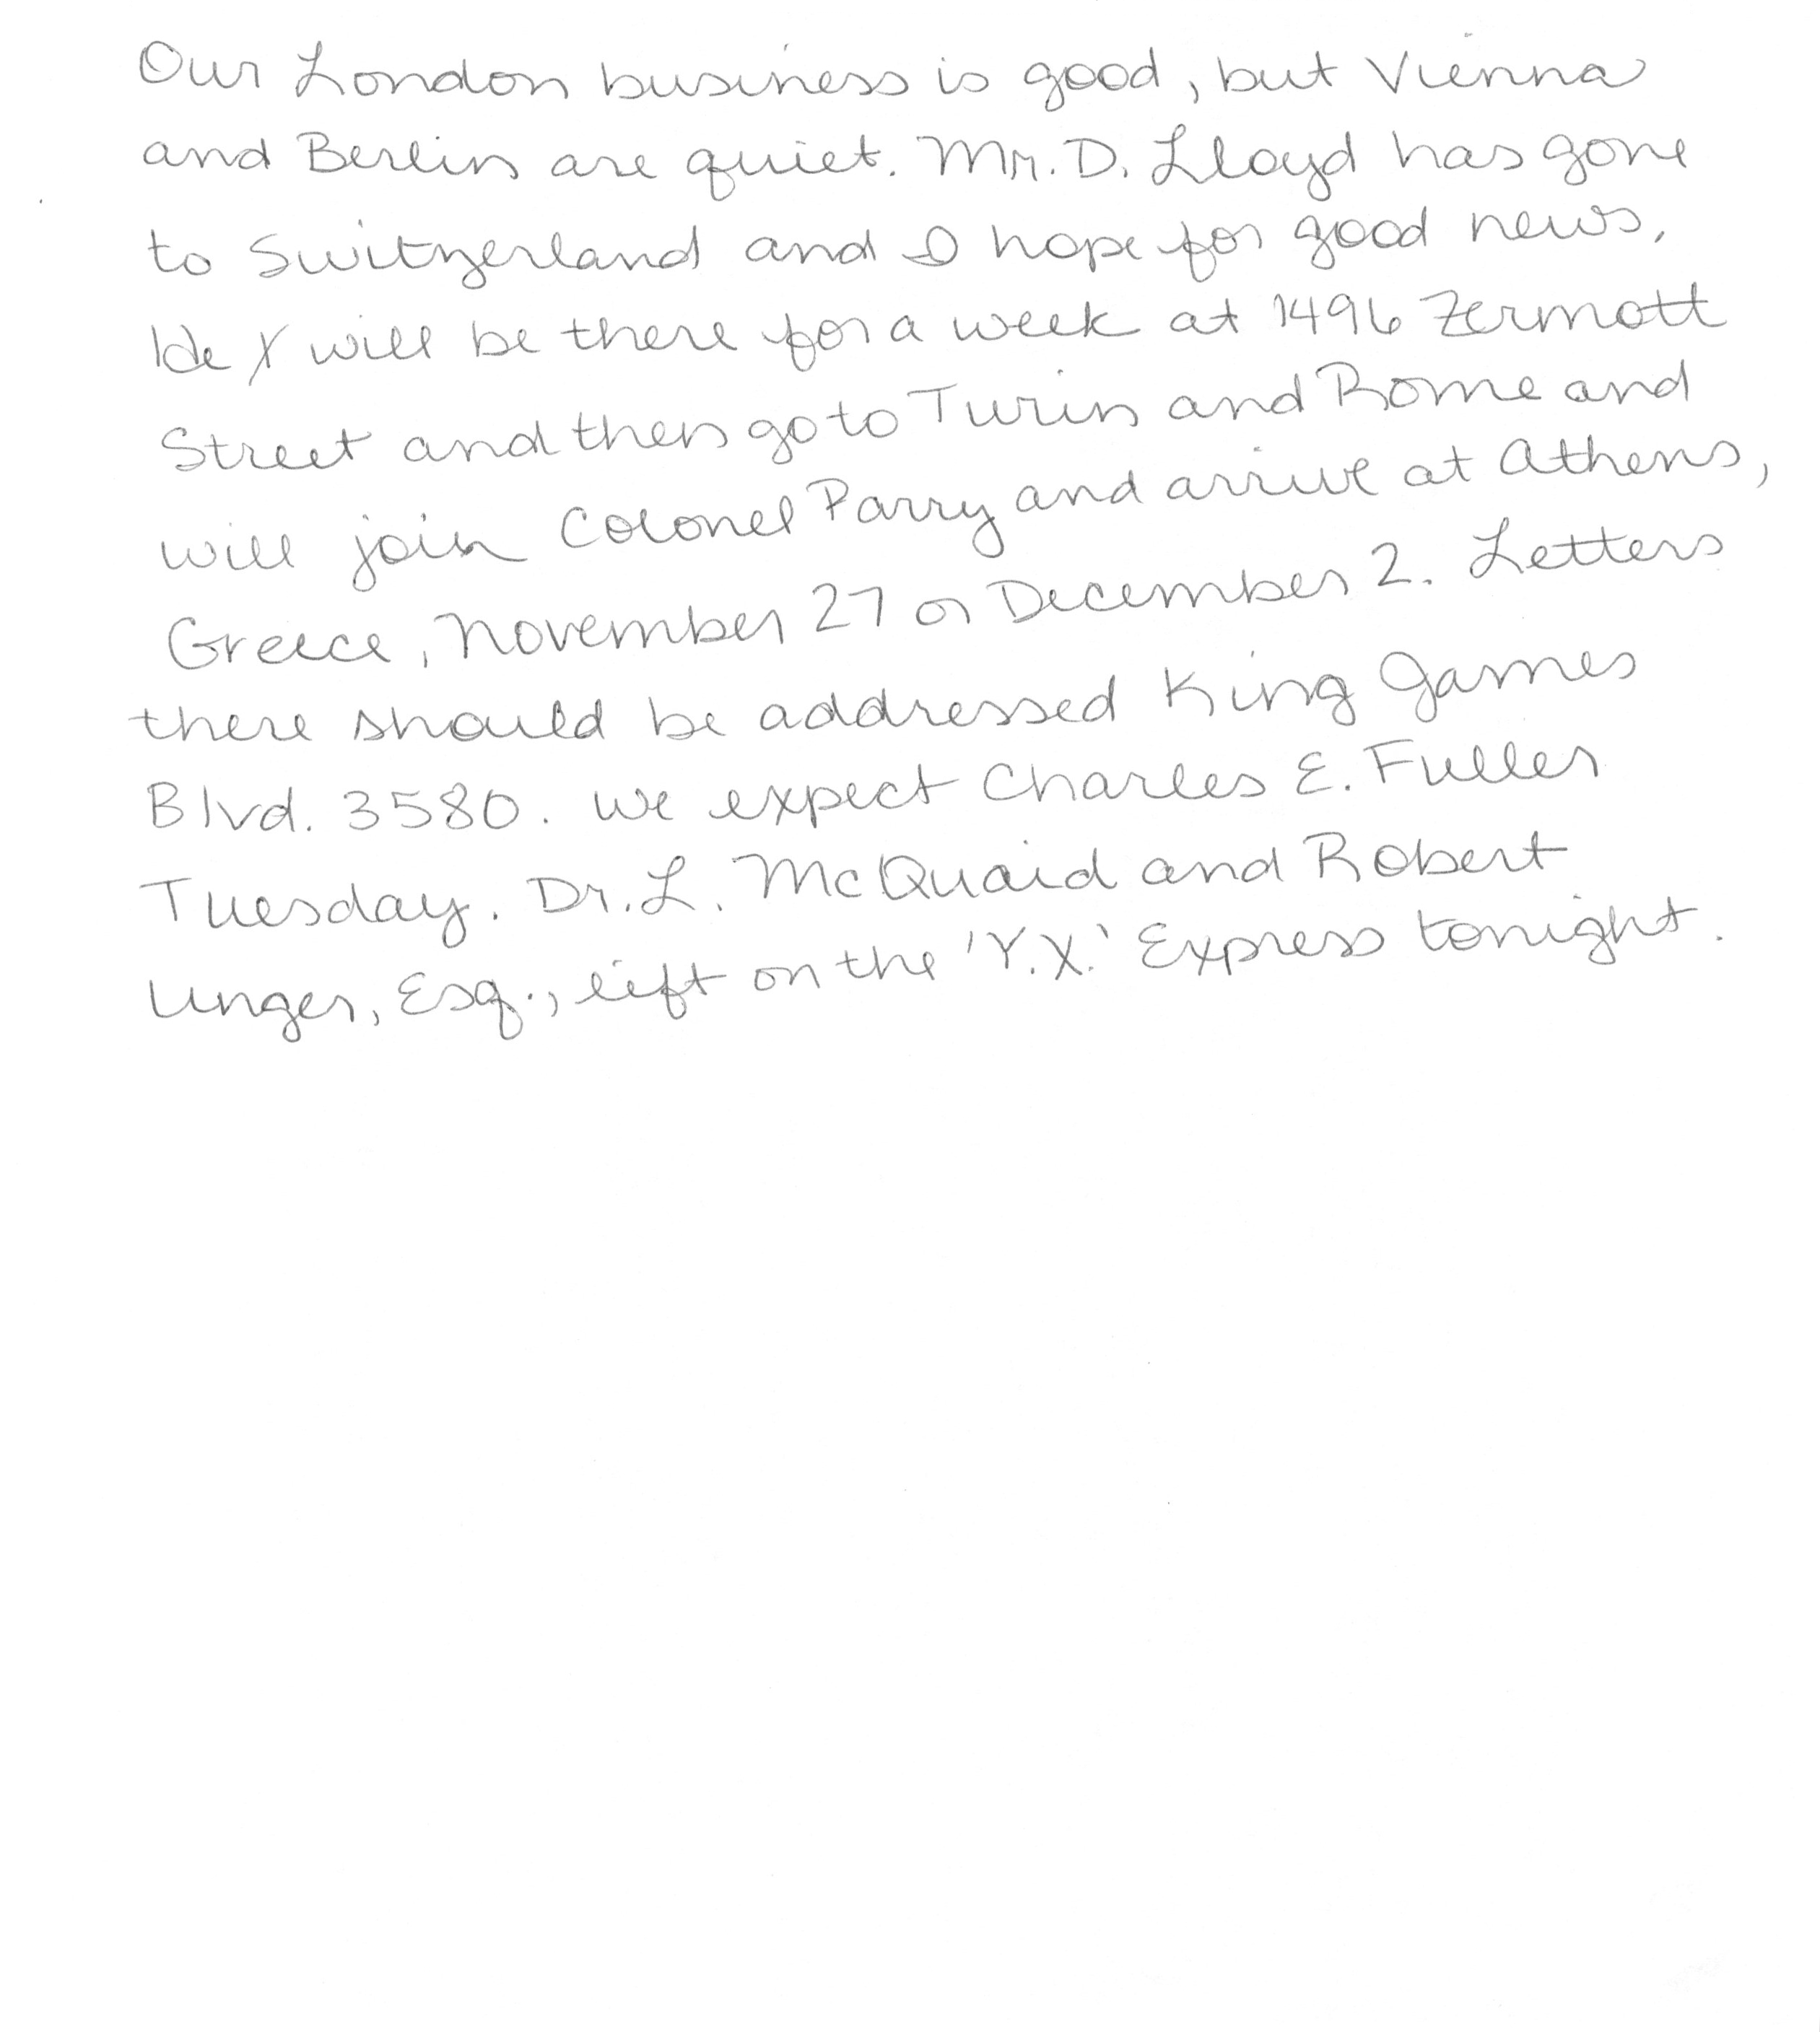 Our London business is good, but Vienna
and Berlin are quiet. Mr. D. Lloyd has gone
to Switzerland and I hope for good news.
He will be there for a week at 1496 Zermott
Street and then go to Turin and Rome and
will join Colonel Parry and arrive at Athens,
Greece, November 27 or December 2. Letters
there should be addressed King James
Blvd. 3580. We expect Charles E. Fuller
Tuesday. Dr. L. McQuaid and Robert
Unger, Esq., left on the 'Y.X.' Express tonight.